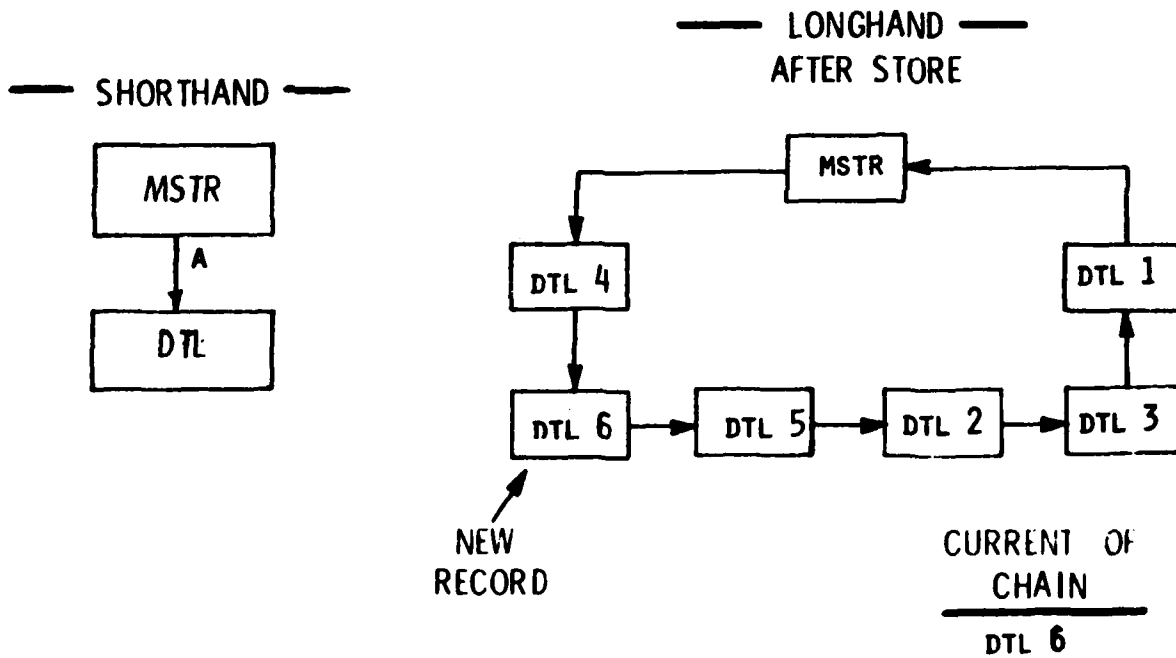 SHORTHAND
MSTR
A
DTL
LONGHAND
AFTER STORE
MSTR
DTL 4
DTL 1
DTL 6
DTL 5
DTL 2
DTL 3
NEW
RECORD
CURRENT OF
CHAIN
DTL 6